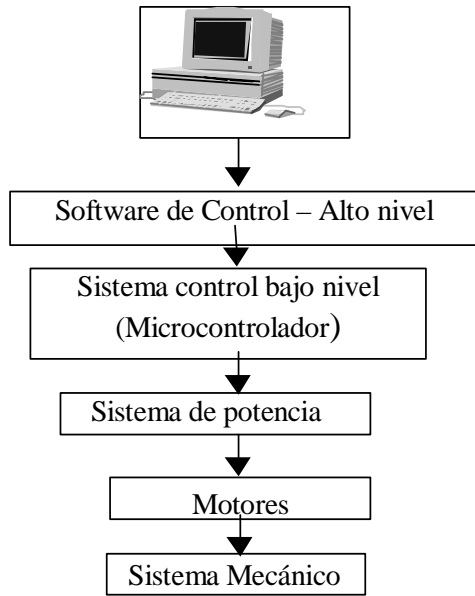 Software de Control – Alto nivel
Sistema control bajo nivel
(Microcontrolador)
Sistema de potencia
Motores
Sistema Mecánico